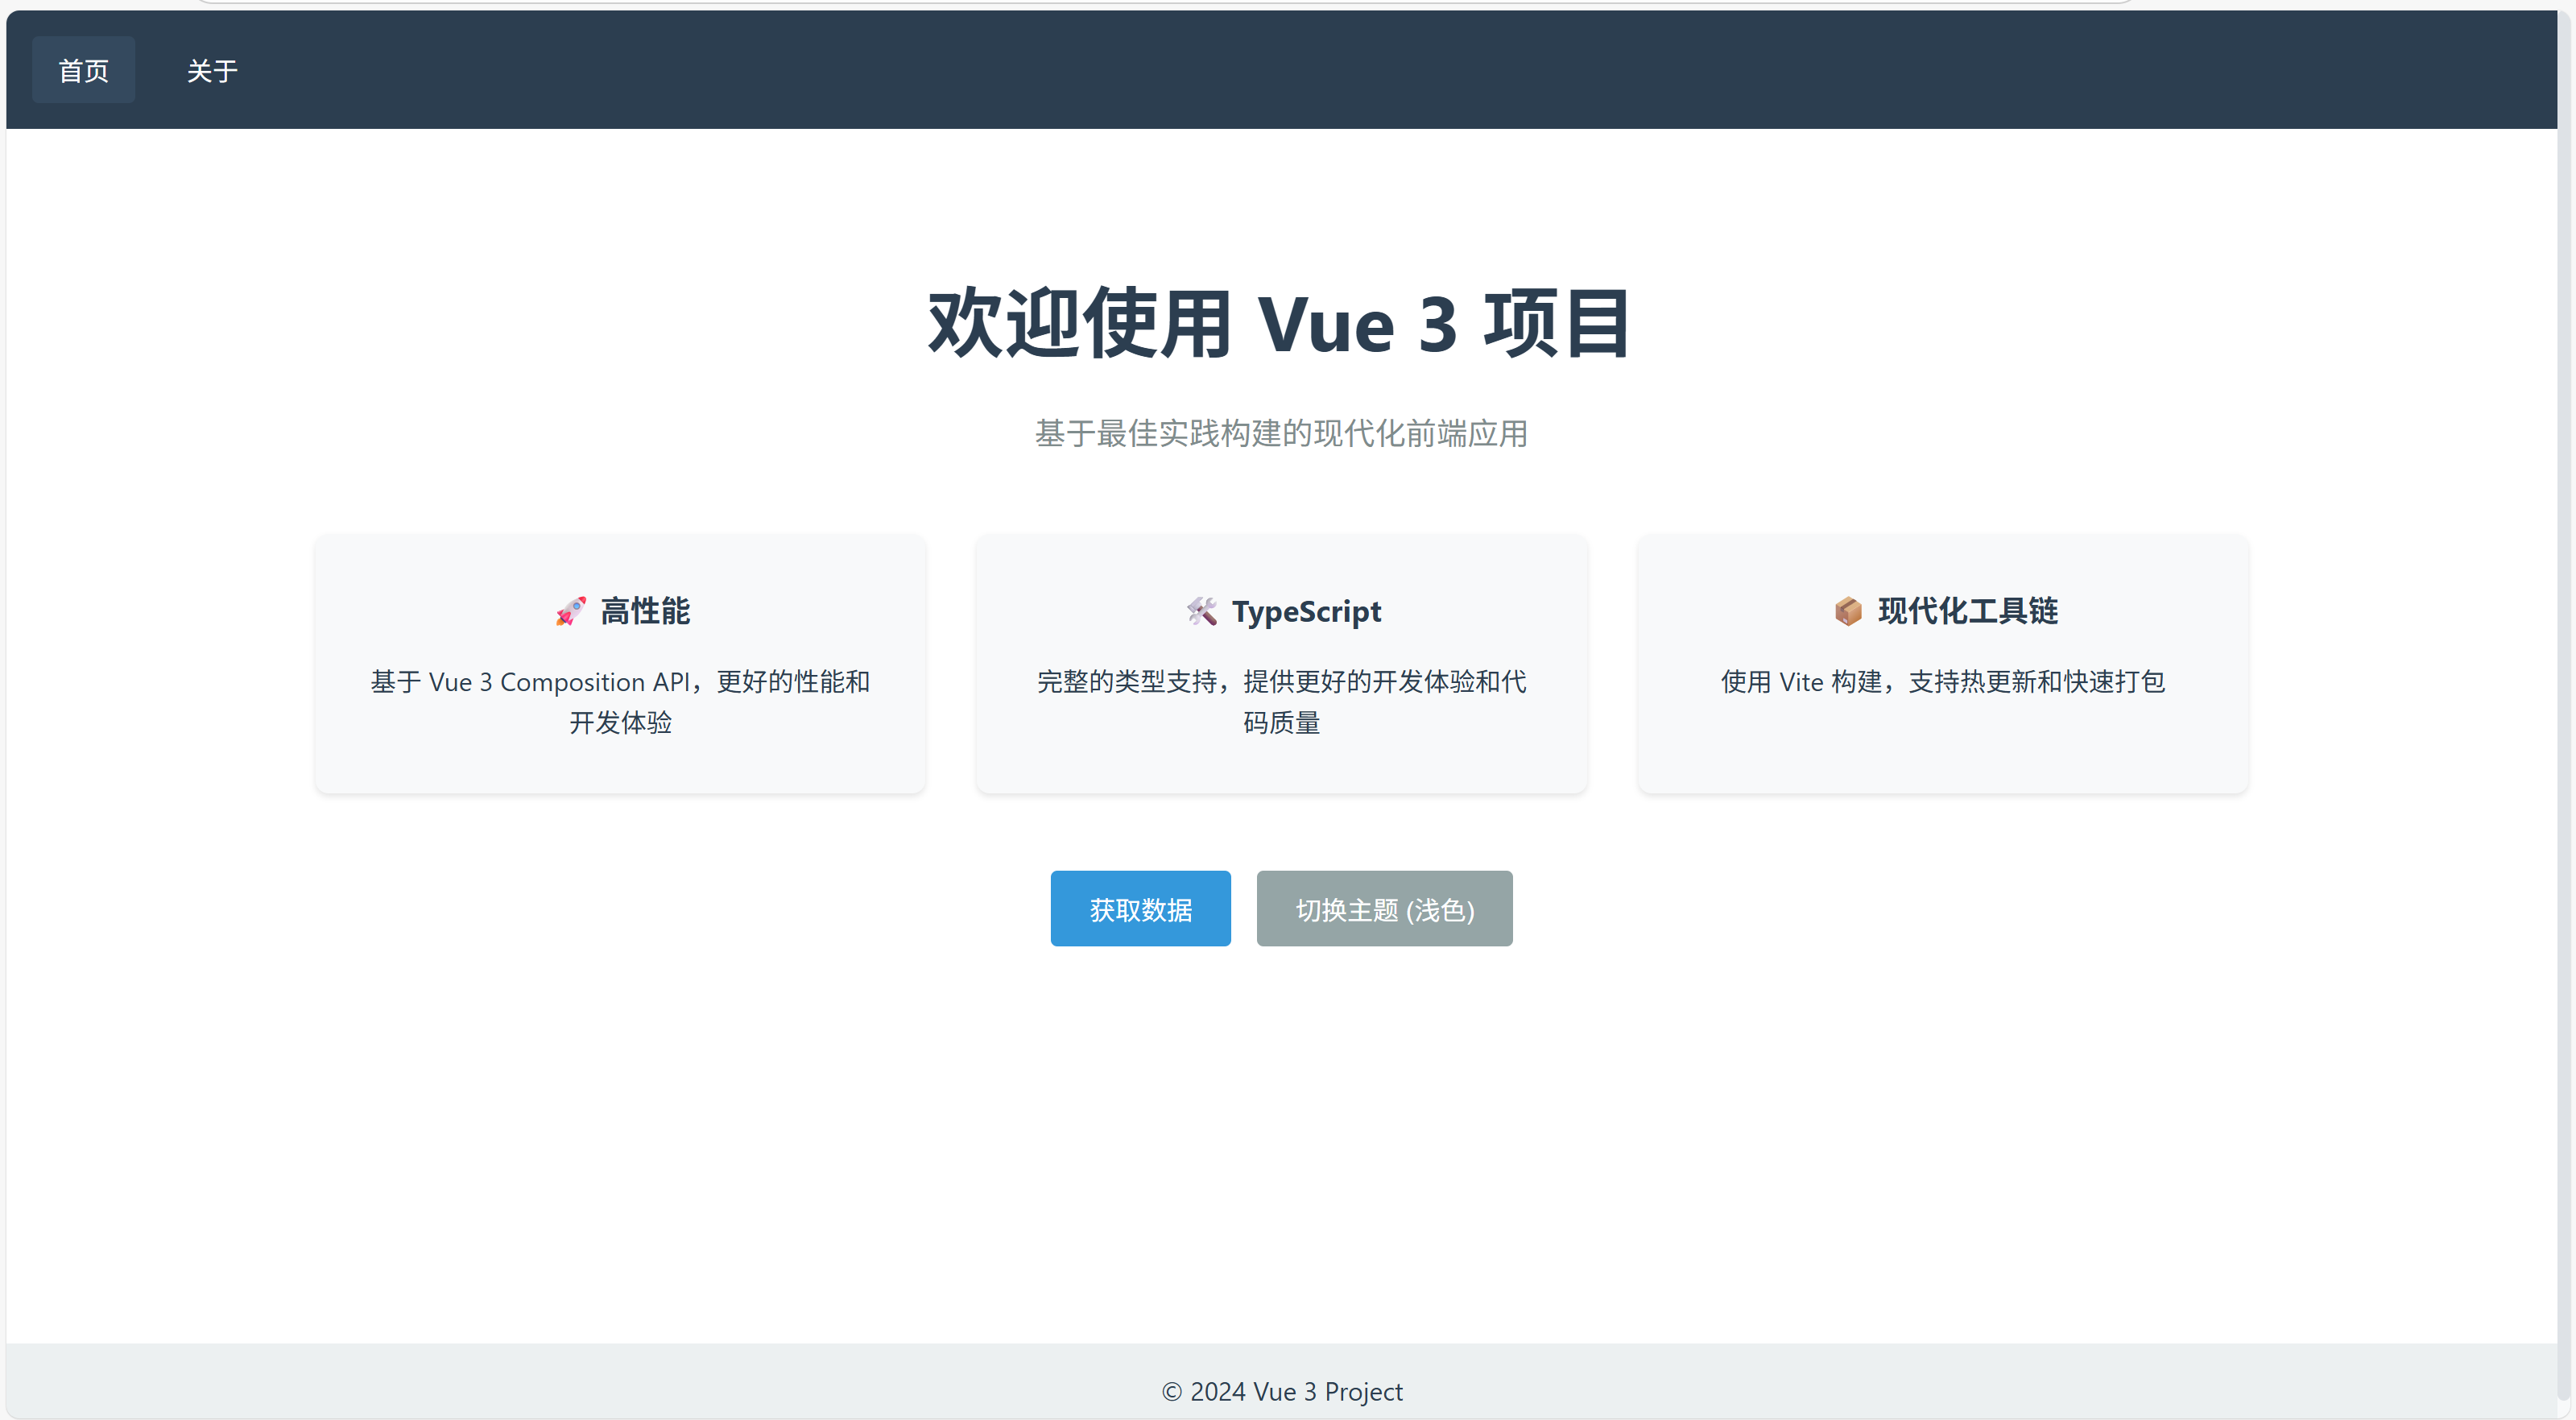 首页
关于
欢迎使用 Vue 3 项目
基于最佳实践构建的现代化前端应用
🚀 高性能
基于 Vue 3 Composition API，更好的性能和
开发体验
🛠️ TypeScript
完整的类型支持，提供更好的开发体验和代
码质量
📦 现代化工具链
使用 Vite 构建，支持热更新和快速打包
获取数据
切换主题 (浅色)
© 2024 Vue 3 Project